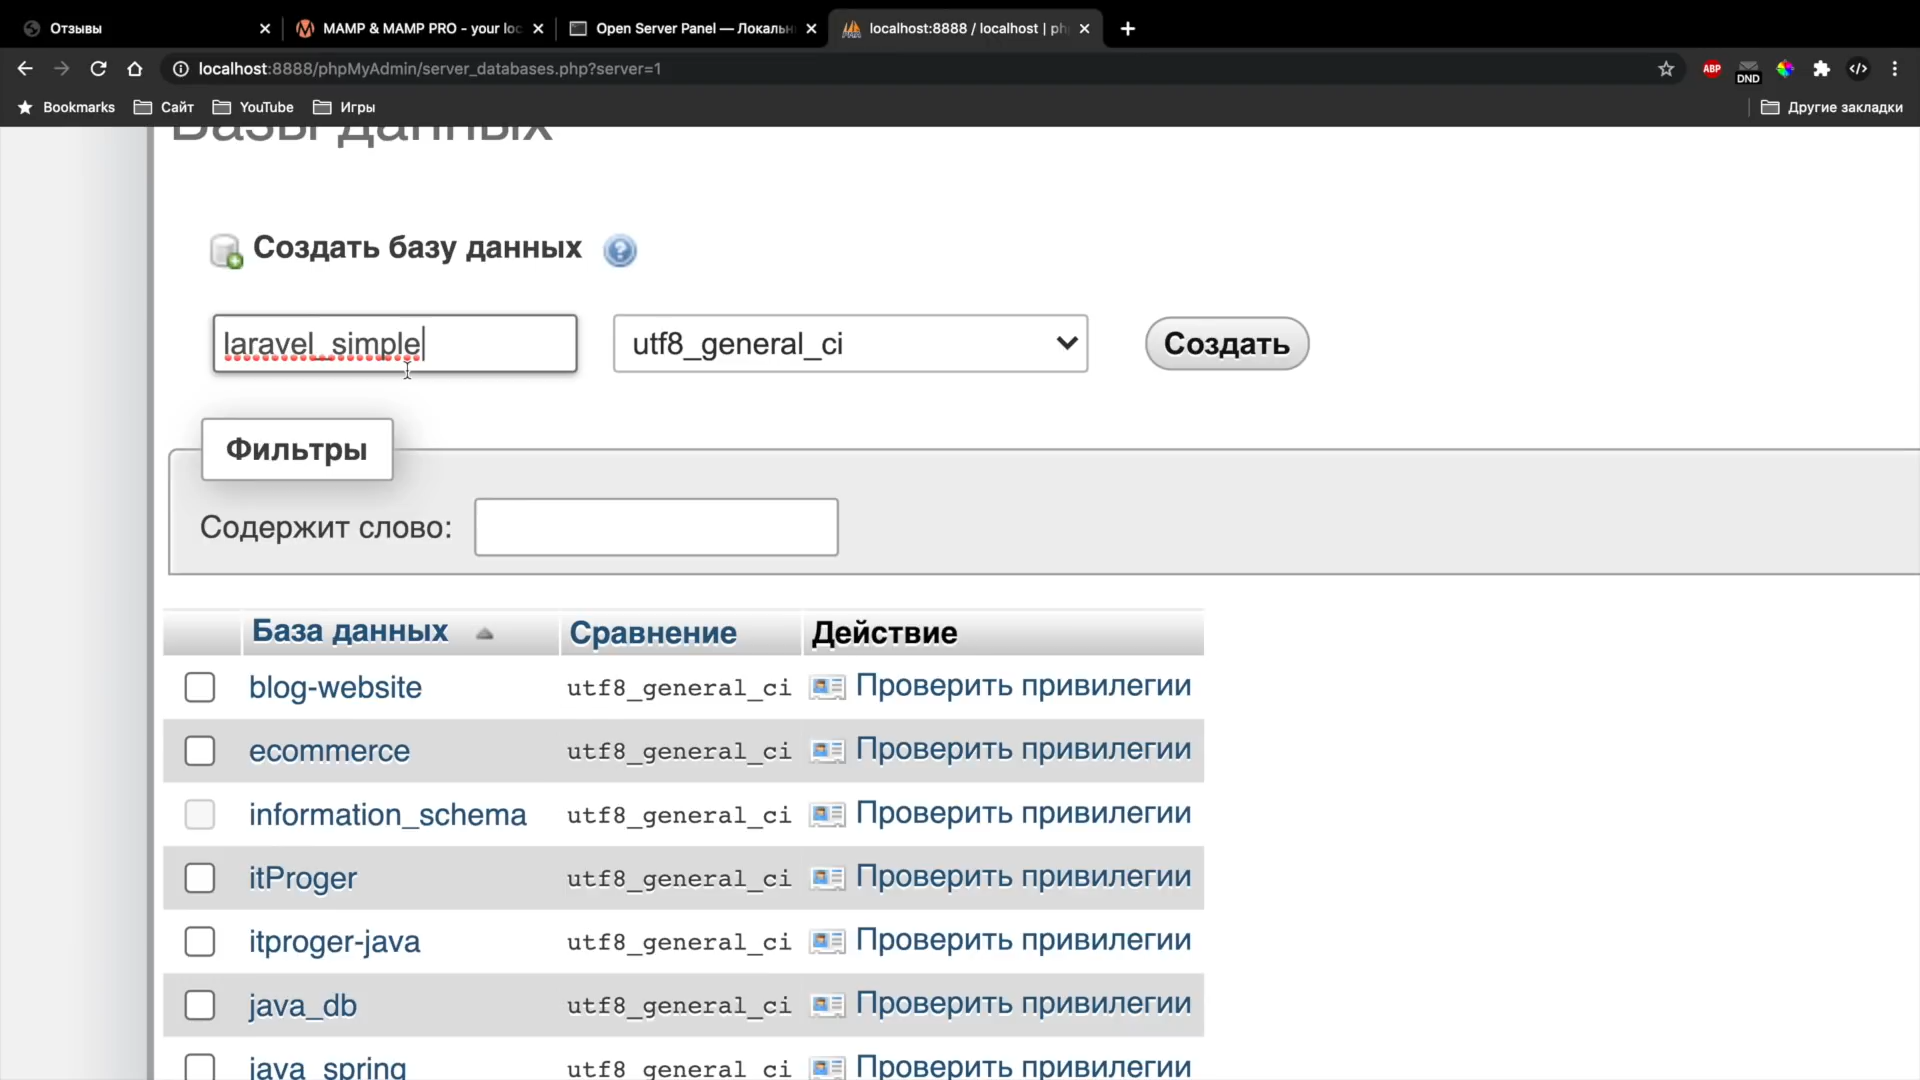 Отзывы
MAMP & MAMP PRO - your loc
Open Server Panel — Локальн
localhost:8888 / localhost | ph
localhost:8888/phpMyAdmin/server_databases.php?server=1
ABP
DND
Bookmarks
Сайт
YouTube
Игры
Другие закладки
Базы данных
Создать базу данных
laravel_simple
utf8_general_ci
Создать
Фильтры
Содержит слово:
База данных Сравнение Действие
blog-website utf8_general_ci Проверить привилегии
ecommerce utf8_general_ci Проверить привилегии
information_schema utf8_general_ci Проверить привилегии
itProger utf8_general_ci Проверить привилегии
itproger-java utf8_general_ci Проверить привилегии
java_db utf8_general_ci Проверить привилегии
java_spring utf8_general_ci Проверить привилегии